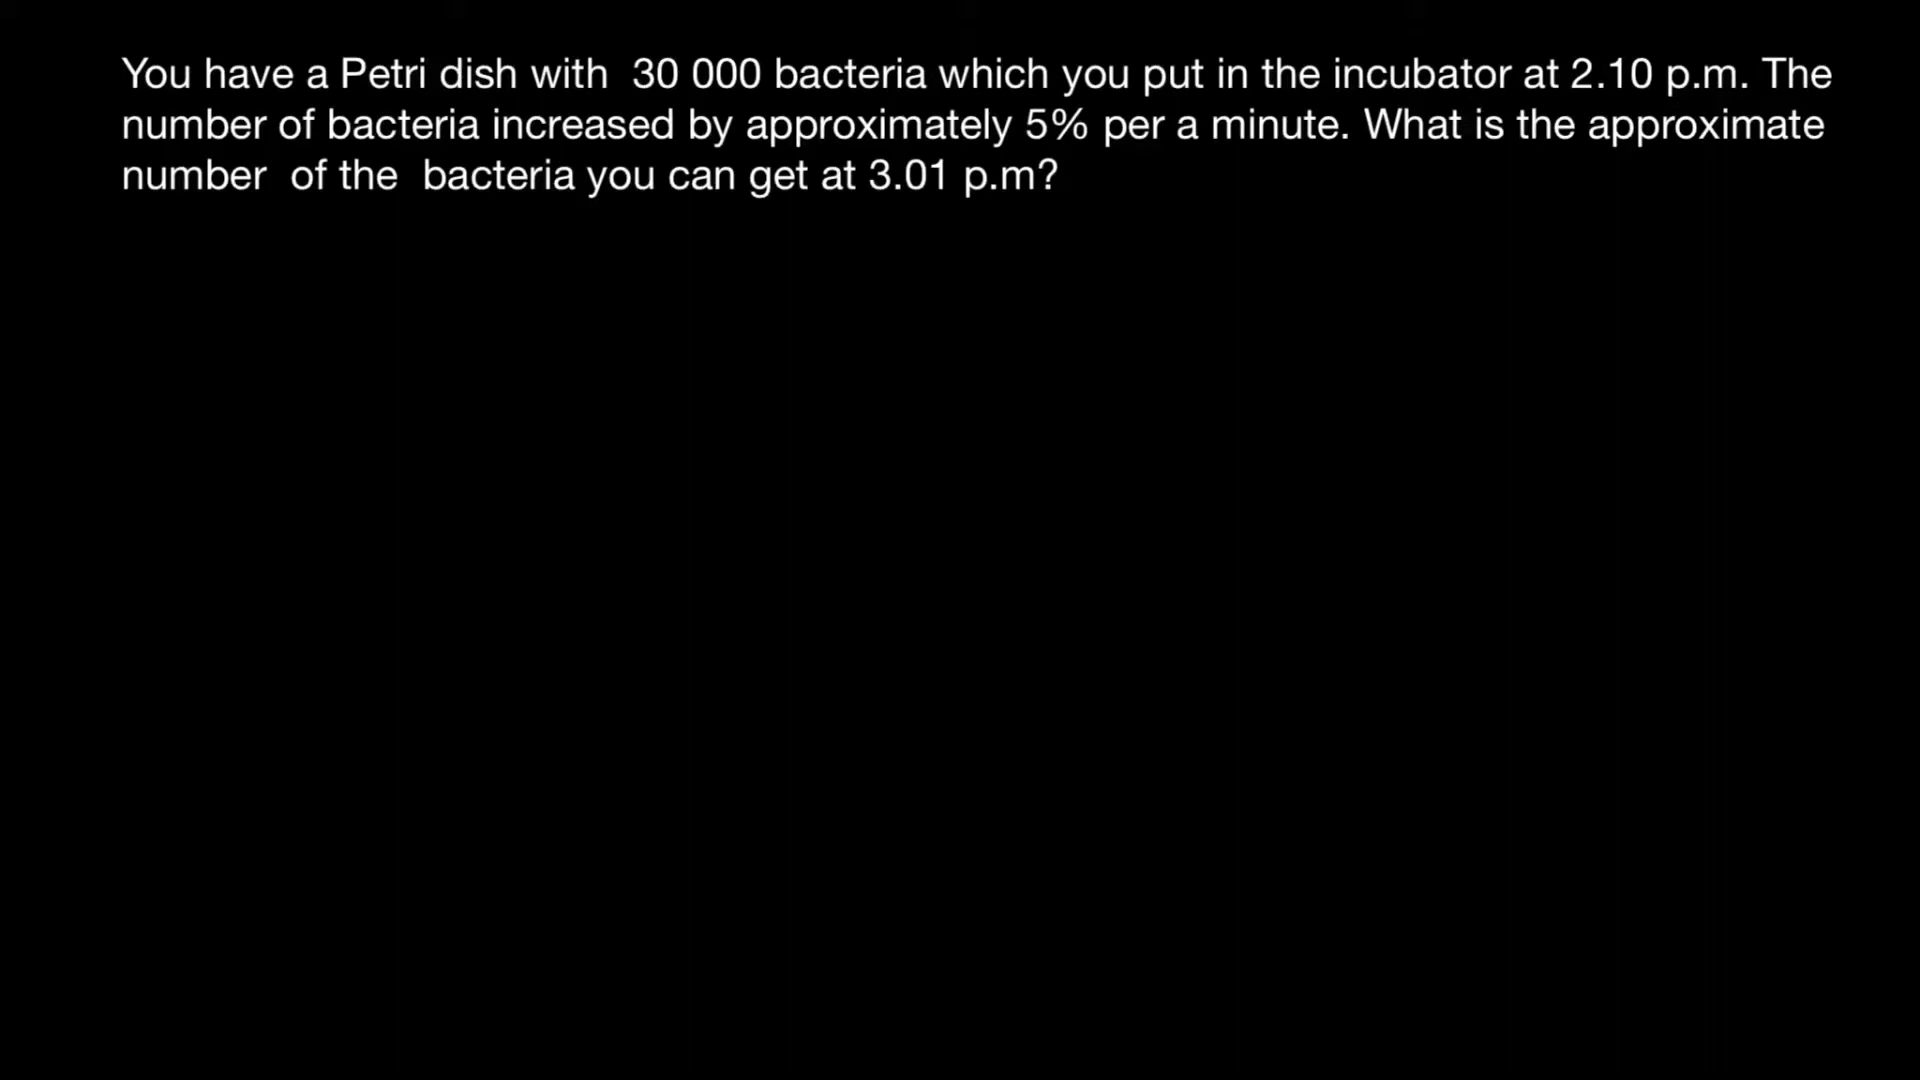 You have a Petri dish with  30 000 bacteria which you put in the incubator at 2.10 p.m. The
number of bacteria increased by approximately 5% per a minute. What is the approximate
number  of the  bacteria you can get at 3.01 p.m?